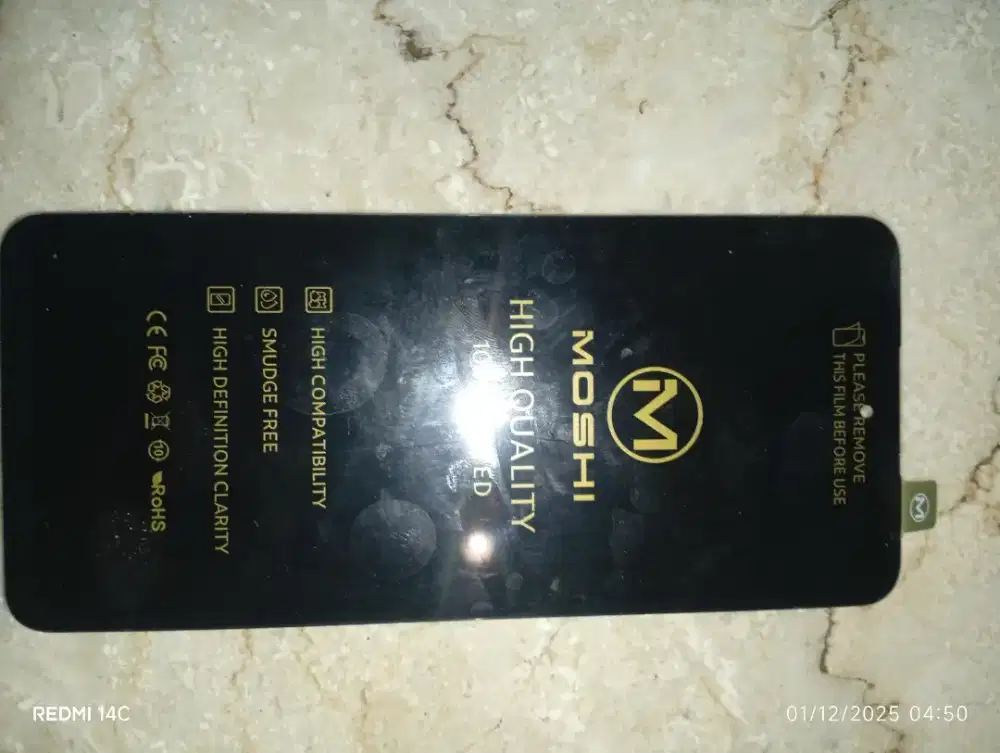 PLEASE REMOVE
THIS FILM BEFORE USE
M
M
MOSHI
HIGH QUALITY
HIGH COMPATIBILITY
SMUDGE FREE
HIGH DEFINITION CLARITY
CE FC 10 RoHS
REDMI 14C
01/12/2025 04:50